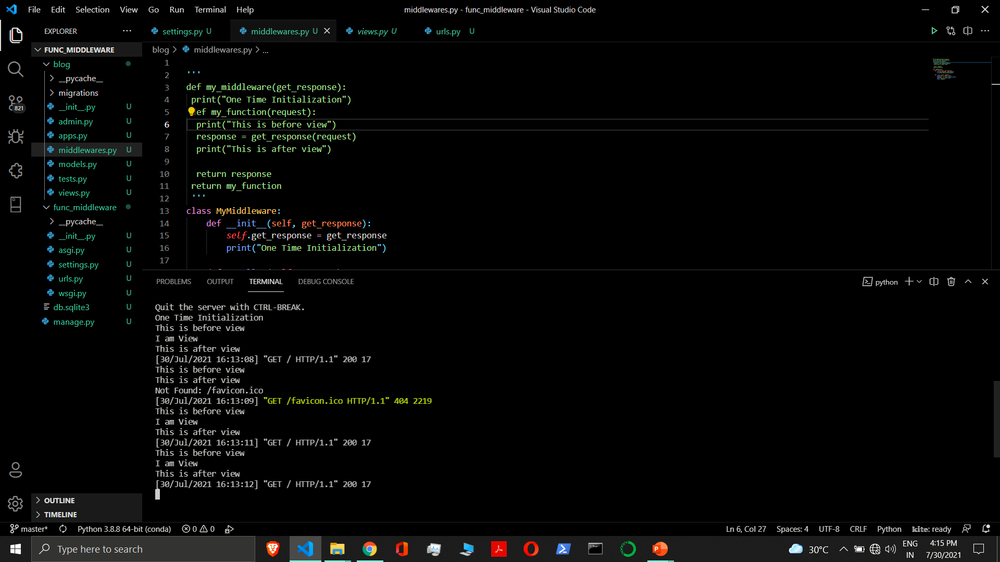 File Edit Selection View Go Run Terminal Help
middlewares.py - func_middleware - Visual Studio Code
EXPLORER
settings.py U
middlewares.py U
views.py U
urls.py U
FUNC_MIDDLEWARE
blog
__pycache__
migrations
__init__.py U
admin.py U
apps.py U
middlewares.py U
models.py U
tests.py U
views.py U
func_middleware
__pycache__
__init__.py U
asgi.py U
settings.py U
urls.py U
wsgi.py U
db.sqlite3 U
manage.py U
821
OUTLINE
TIMELINE
blog > middlewares.py > ...
1
2 '''
3 def my_middleware(get_response):
4 print("One Time Initialization")
5 ef my_function(request):
6 print("This is before view")
7 response = get_response(request)
8 print("This is after view")
9
10 return response
11 return my_function
12 '''
13 class MyMiddleware:
14 def __init__(self, get_response):
15 self.get_response = get_response
16 print("One Time Initialization")
17
PROBLEMS OUTPUT TERMINAL DEBUG CONSOLE
python
Quit the server with CTRL-BREAK.
One Time Initialization
This is before view
I am View
This is after view
[30/Jul/2021 16:13:08] "GET / HTTP/1.1" 200 17
This is before view
This is after view
Not Found: /favicon.ico
[30/Jul/2021 16:13:09] "GET /favicon.ico HTTP/1.1" 404 2219
This is before view
I am View
This is after view
[30/Jul/2021 16:13:11] "GET / HTTP/1.1" 200 17
This is before view
I am View
This is after view
[30/Jul/2021 16:13:12] "GET / HTTP/1.1" 200 17
master* Python 3.8.8 64-bit (conda) 0 0
Ln 6, Col 27 Spaces: 4 UTF-8 CRLF Python kite: ready
Type here to search
30°C
ENG
IN
4:15 PM
7/30/2021